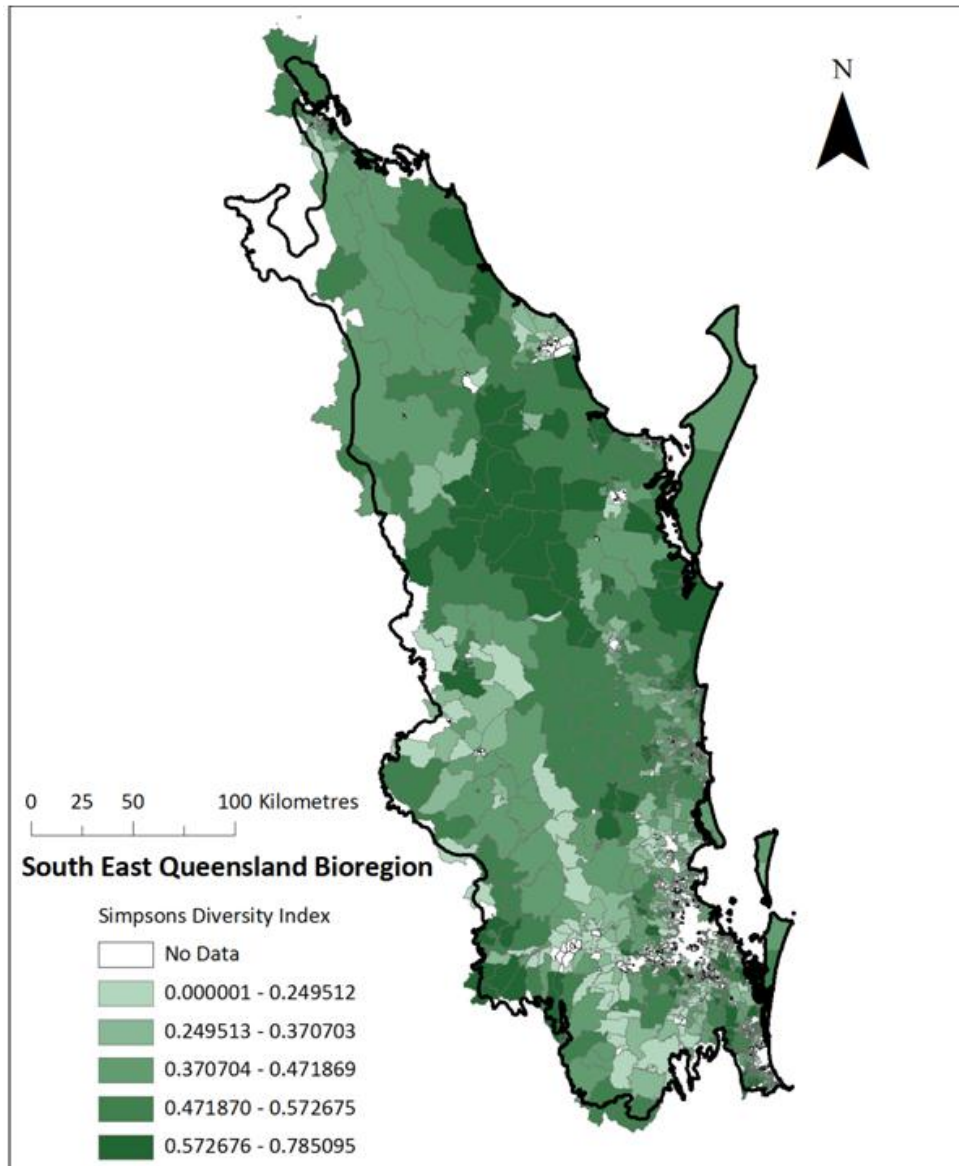 N
0 25 50 100 Kilometres
South East Queensland Bioregion
Simpsons Diversity Index
No Data
0.000001 - 0.249512
0.249513 - 0.370703
0.370704 - 0.471869
0.471870 - 0.572675
0.572676 - 0.785095